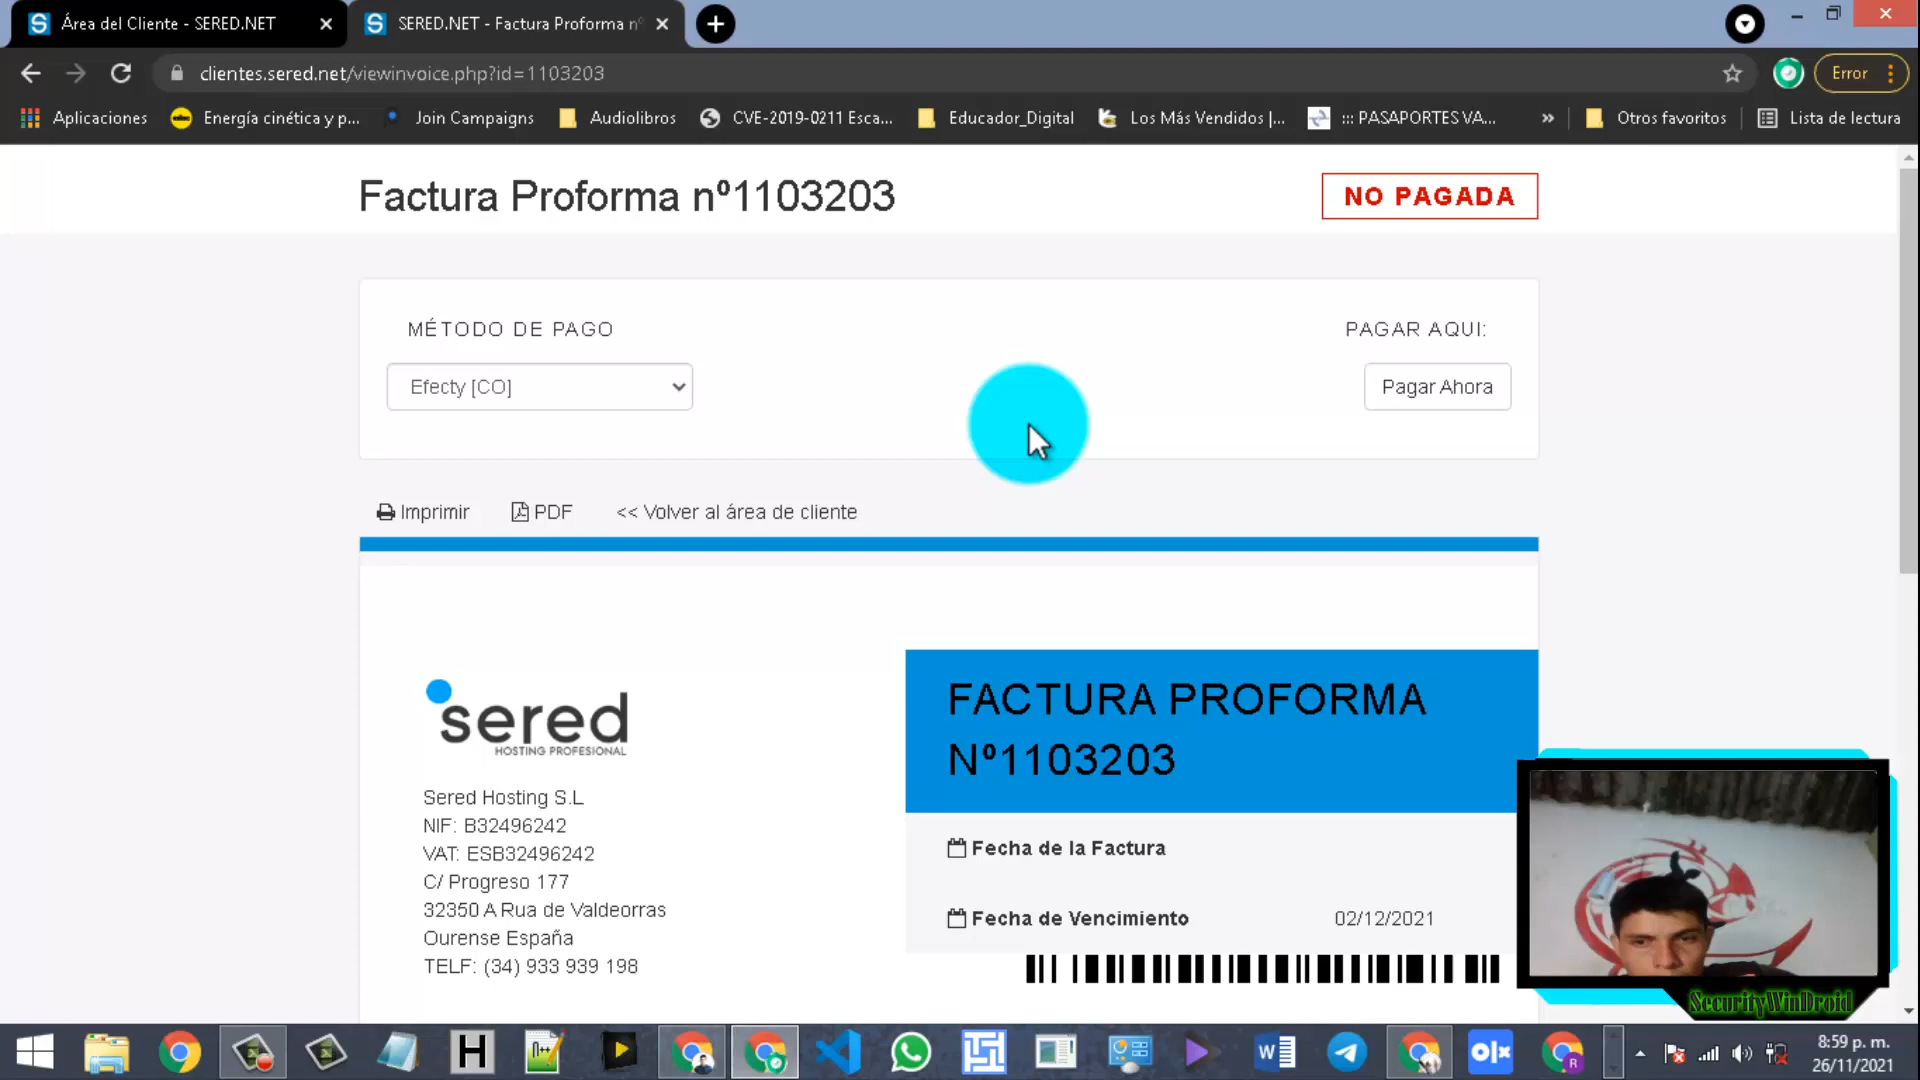 Área del Cliente - SERED.NET
SERED.NET - Factura Proforma nº
clientes.sered.net/viewinvoice.php?id=1103203
Error
Aplicaciones
Energía cinética y p...
Join Campaigns
Audiolibros
CVE-2019-0211 Esca...
Educador_Digital
Los Más Vendidos |...
::: PASAPORTES VA...
»
Otros favoritos
Lista de lectura
Factura Proforma nº1103203
NO PAGADA
MÉTODO DE PAGO
PAGAR AQUI:
Efecty [CO]
Pagar Ahora
Imprimir
PDF
<< Volver al área de cliente
sered
HOSTING PROFESIONAL
FACTURA PROFORMA
Nº1103203
Sered Hosting S.L
NIF: B32496242
VAT: ESB32496242
C/ Progreso 177
32350 A Rua de Valdeorras
Ourense España
TELF: (34) 933 939 198
Fecha de la Factura
Fecha de Vencimiento
02/12/2021
SecurityWinDroid
8:59 p. m.
26/11/2021